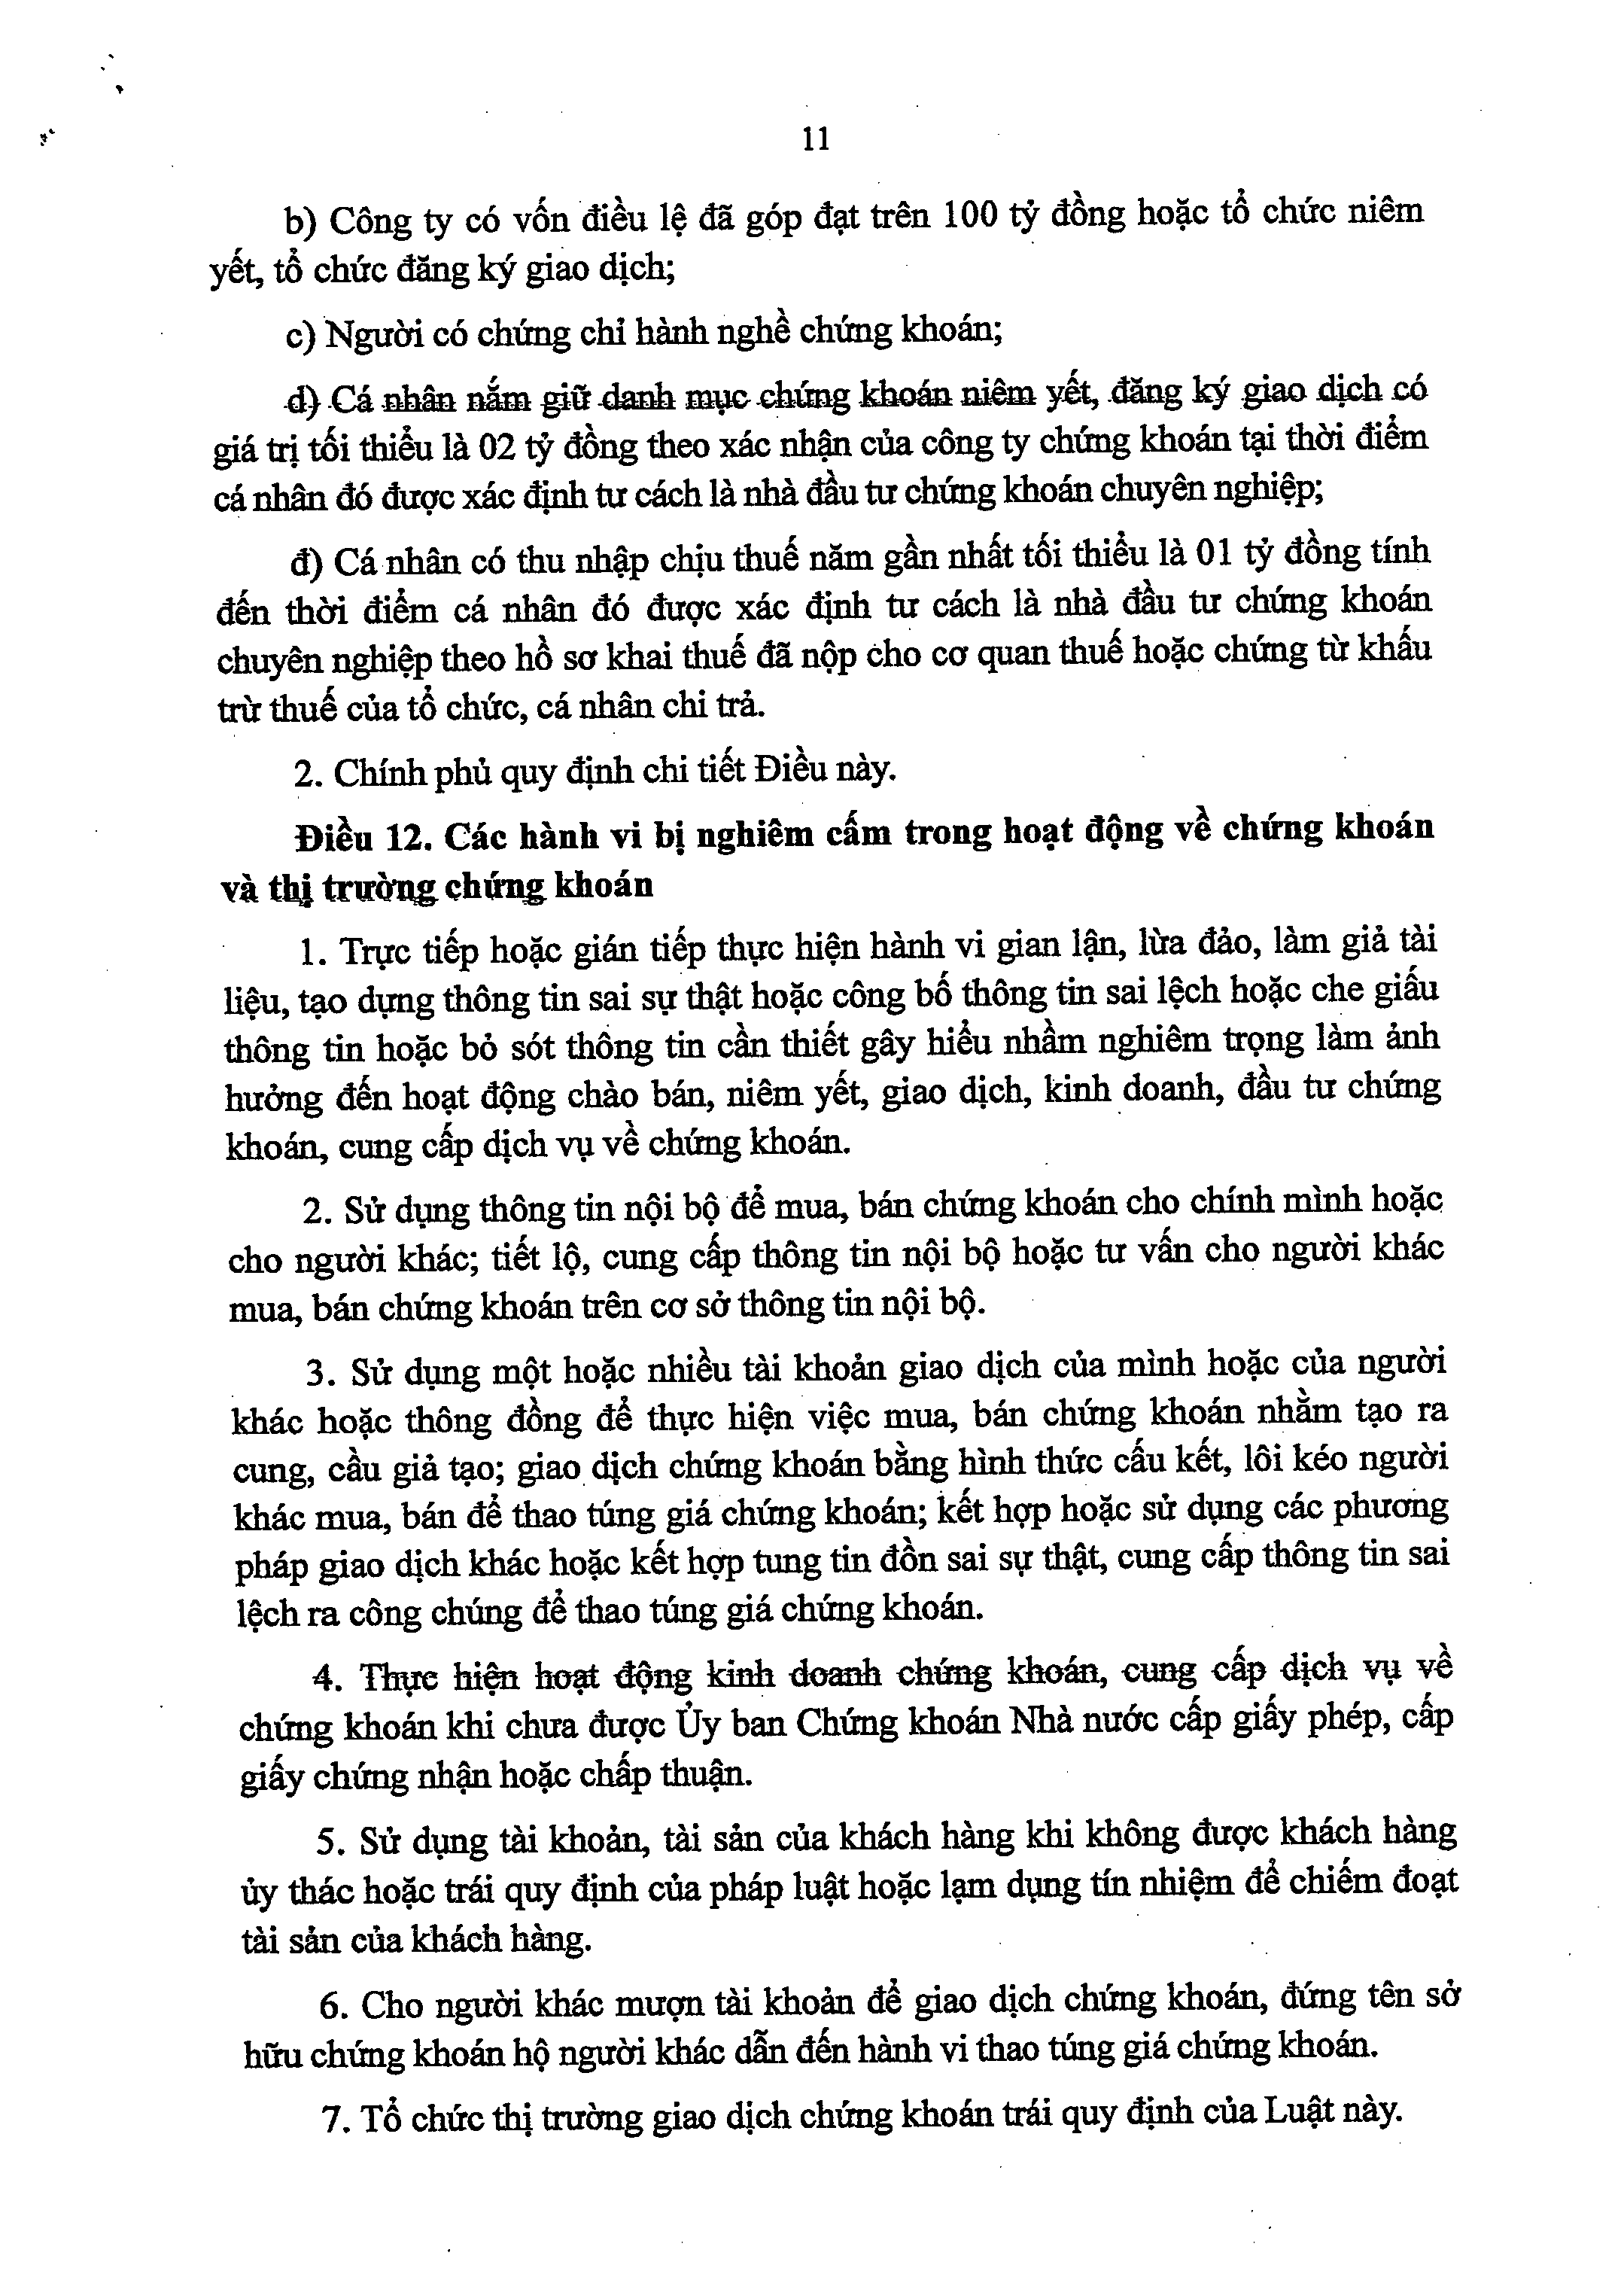 11
b) Công ty có vốn điều lệ đã góp đạt trên 100 tỷ đồng hoặc tổ chức niêm
yết, tổ chức đăng ký giao dịch;
c) Người có chứng chỉ hành nghề chứng khoán;
d) Cá nhân nắm giữ danh mục chứng khoán niêm yết, đăng ký giao dịch có
giá trị tối thiểu là 02 tỷ đồng theo xác nhận của công ty chứng khoán tại thời điểm
cá nhân đó được xác định tư cách là nhà đầu tư chứng khoán chuyên nghiệp;
đ) Cá nhân có thu nhập chịu thuế năm gần nhất tối thiểu là 01 tỷ đồng tính
đến thời điểm cá nhân đó được xác định tư cách là nhà đầu tư chứng khoán
chuyên nghiệp theo hồ sơ khai thuế đã nộp cho cơ quan thuế hoặc chứng từ khấu
trừ thuế của tổ chức, cá nhân chi trả.
2. Chính phủ quy định chi tiết Điều này.
Điều 12. Các hành vi bị nghiêm cấm trong hoạt động về chứng khoán
và thị trường chứng khoán
1. Trực tiếp hoặc gián tiếp thực hiện hành vi gian lận, lừa đảo, làm giả tài
liệu, tạo dựng thông tin sai sự thật hoặc công bố thông tin sai lệch hoặc che giấu
thông tin hoặc bỏ sót thông tin cần thiết gây hiểu nhầm nghiêm trọng làm ảnh
hưởng đến hoạt động chào bán, niêm yết, giao dịch, kinh doanh, đầu tư chứng
khoán, cung cấp dịch vụ về chứng khoán.
2. Sử dụng thông tin nội bộ để mua, bán chứng khoán cho chính mình hoặc
cho người khác; tiết lộ, cung cấp thông tin nội bộ hoặc tư vấn cho người khác
mua, bán chứng khoán trên cơ sở thông tin nội bộ.
3. Sử dụng một hoặc nhiều tài khoản giao dịch của mình hoặc của người
khác hoặc thông đồng để thực hiện việc mua, bán chứng khoán nhằm tạo ra
cung, cầu giả tạo; giao dịch chứng khoán bằng hình thức cấu kết, lôi kéo người
khác mua, bán để thao túng giá chứng khoán; kết hợp hoặc sử dụng các phương
pháp giao dịch khác hoặc kết hợp tung tin đồn sai sự thật, cung cấp thông tin sai
lệch ra công chúng để thao túng giá chứng khoán.
4. Thực hiện hoạt động kinh doanh chứng khoán, cung cấp dịch vụ về
chứng khoán khi chưa được Ủy ban Chứng khoán Nhà nước cấp giấy phép, cấp
giấy chứng nhận hoặc chấp thuận.
5. Sử dụng tài khoản, tài sản của khách hàng khi không được khách hàng
ủy thác hoặc trái quy định của pháp luật hoặc lạm dụng tín nhiệm để chiếm đoạt
tài sản của khách hàng.
6. Cho người khác mượn tài khoản để giao dịch chứng khoán, đứng tên sở
hữu chứng khoán hộ người khác dẫn đến hành vi thao túng giá chứng khoán.
7. Tổ chức thị trường giao dịch chứng khoán trái quy định của Luật này.